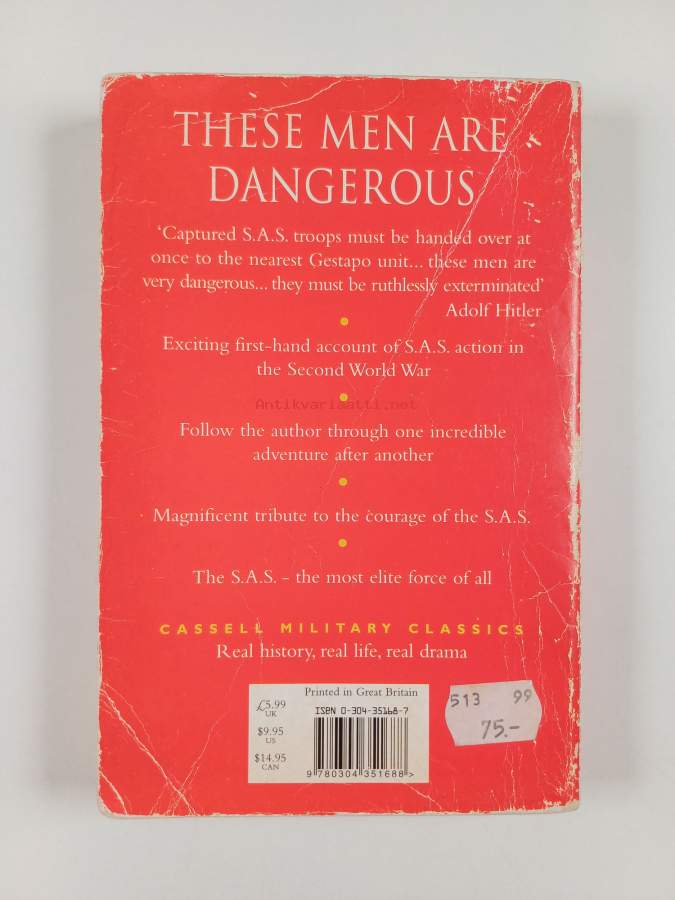 THESE MEN ARE
DANGEROUS
‘Captured S.A.S. troops must be handed over at
once to the nearest Gestapo unit... these men are
very dangerous... they must be ruthlessly exterminated’
Adolf Hitler
Exciting first-hand account of S.A.S. action in
the Second World War
Antikvariaatti.net
Follow the author through one incredible
adventure after another
Magnificent tribute to the courage of the S.A.S.
The S.A.S. – the most elite force of all
CASSELL MILITARY CLASSICS
Real history, real life, real drama
Printed in Great Britain
£5.99
UK
$9.95
US
$14.95
CAN
ISBN 0-304-35168-7
9 780304 351688 >
513 99
75.-